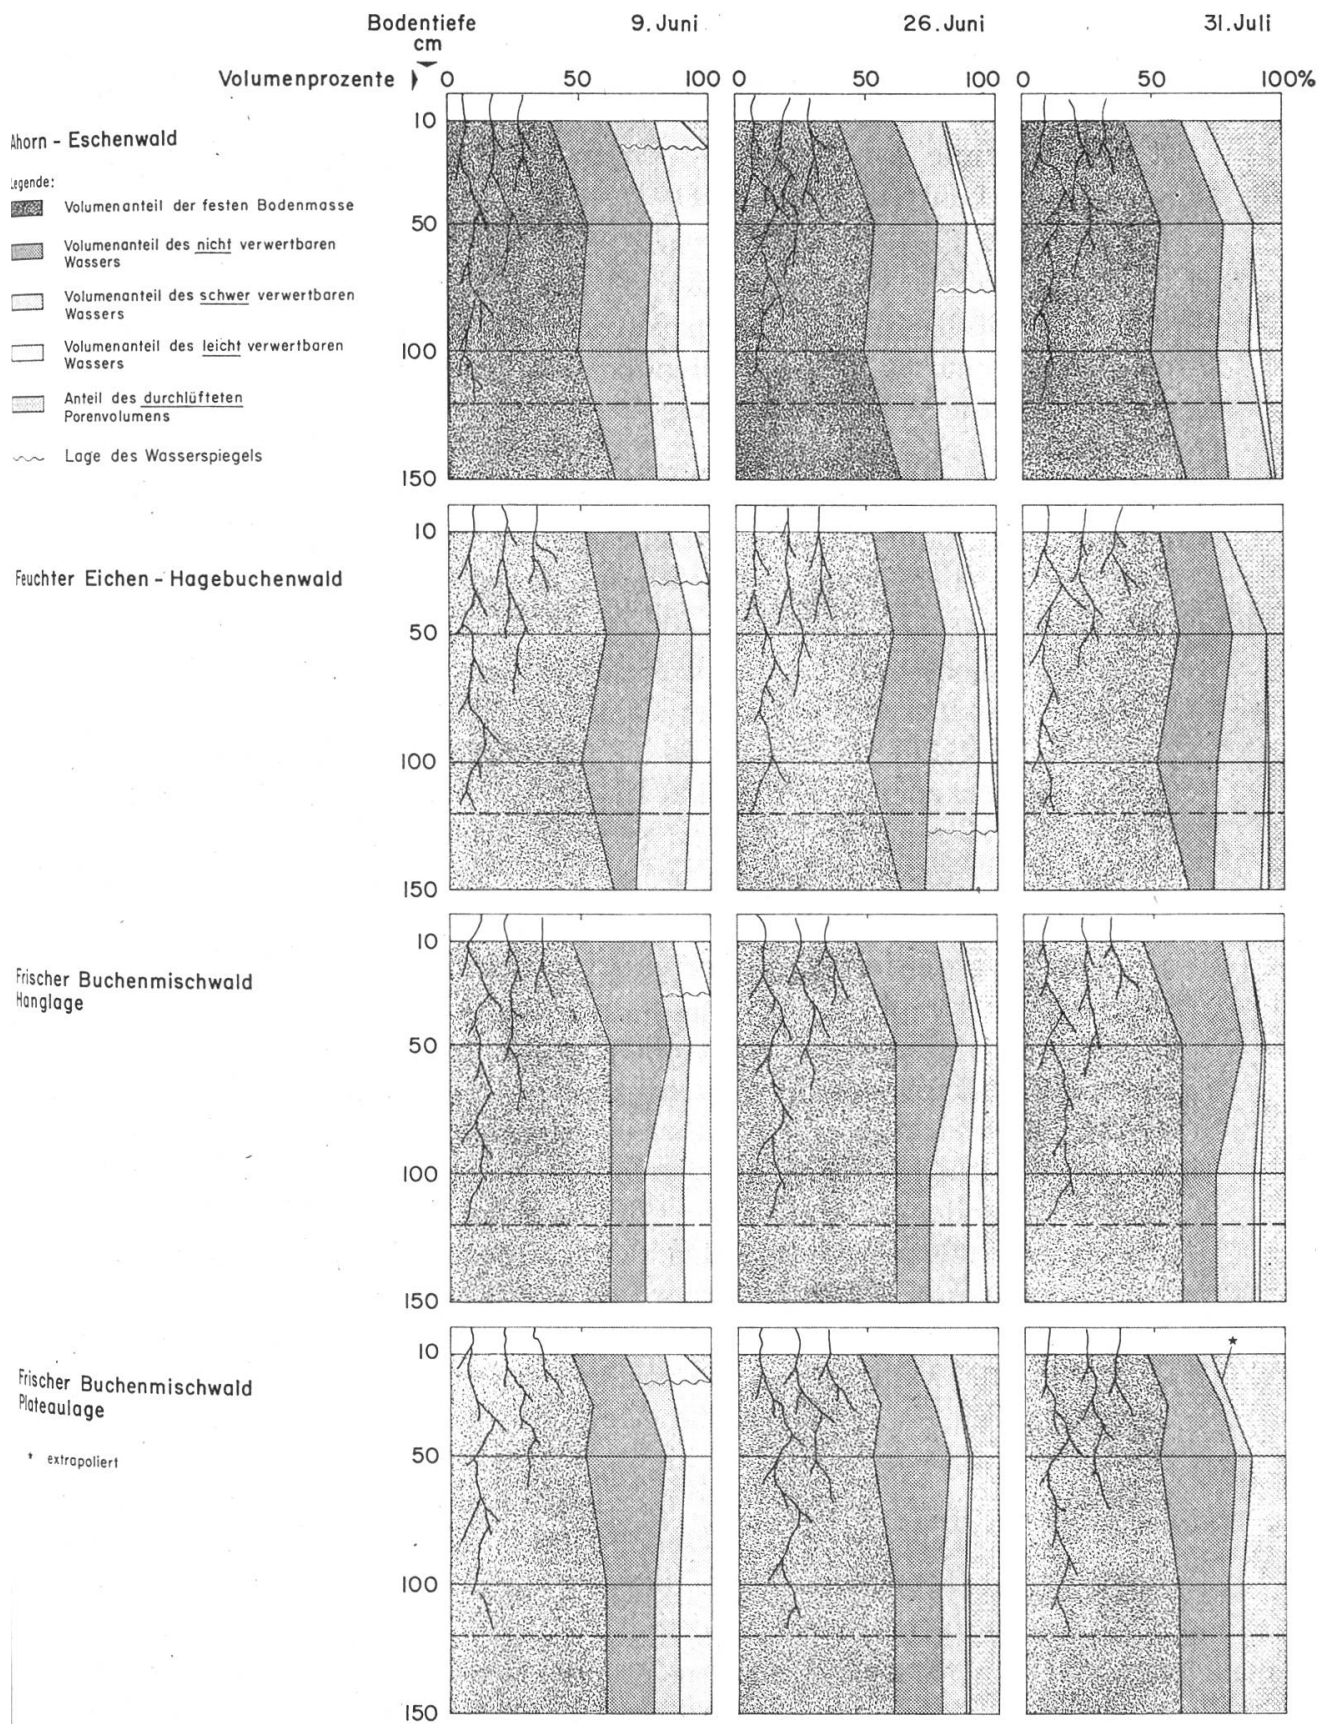 Bodentiefe 9. Juni 26. Juni 31. Juli
cm
Volumenprozente 0 50 100 0 50 100 0 50 100%
10
Ahorn - Eschenwald
Legende:
Volumenanteil der festen Bodenmasse
50
Volumenanteil des nicht verwertbaren
Wassers
Volumenanteil des schwer verwertbaren
Wassers
Volumenanteil des leicht verwertbaren
Wassers
100
Anteil des durchlüfteten
Porenvolumens
Lage des Wasserspiegels
150
10
Feuchter Eichen - Hagebuchenwald
50
100
150
10
Frischer Buchenmischwald
Hanglage
50
100
150
10
*
Frischer Buchenmischwald
Plateaulage
50
* extrapoliert
100
150